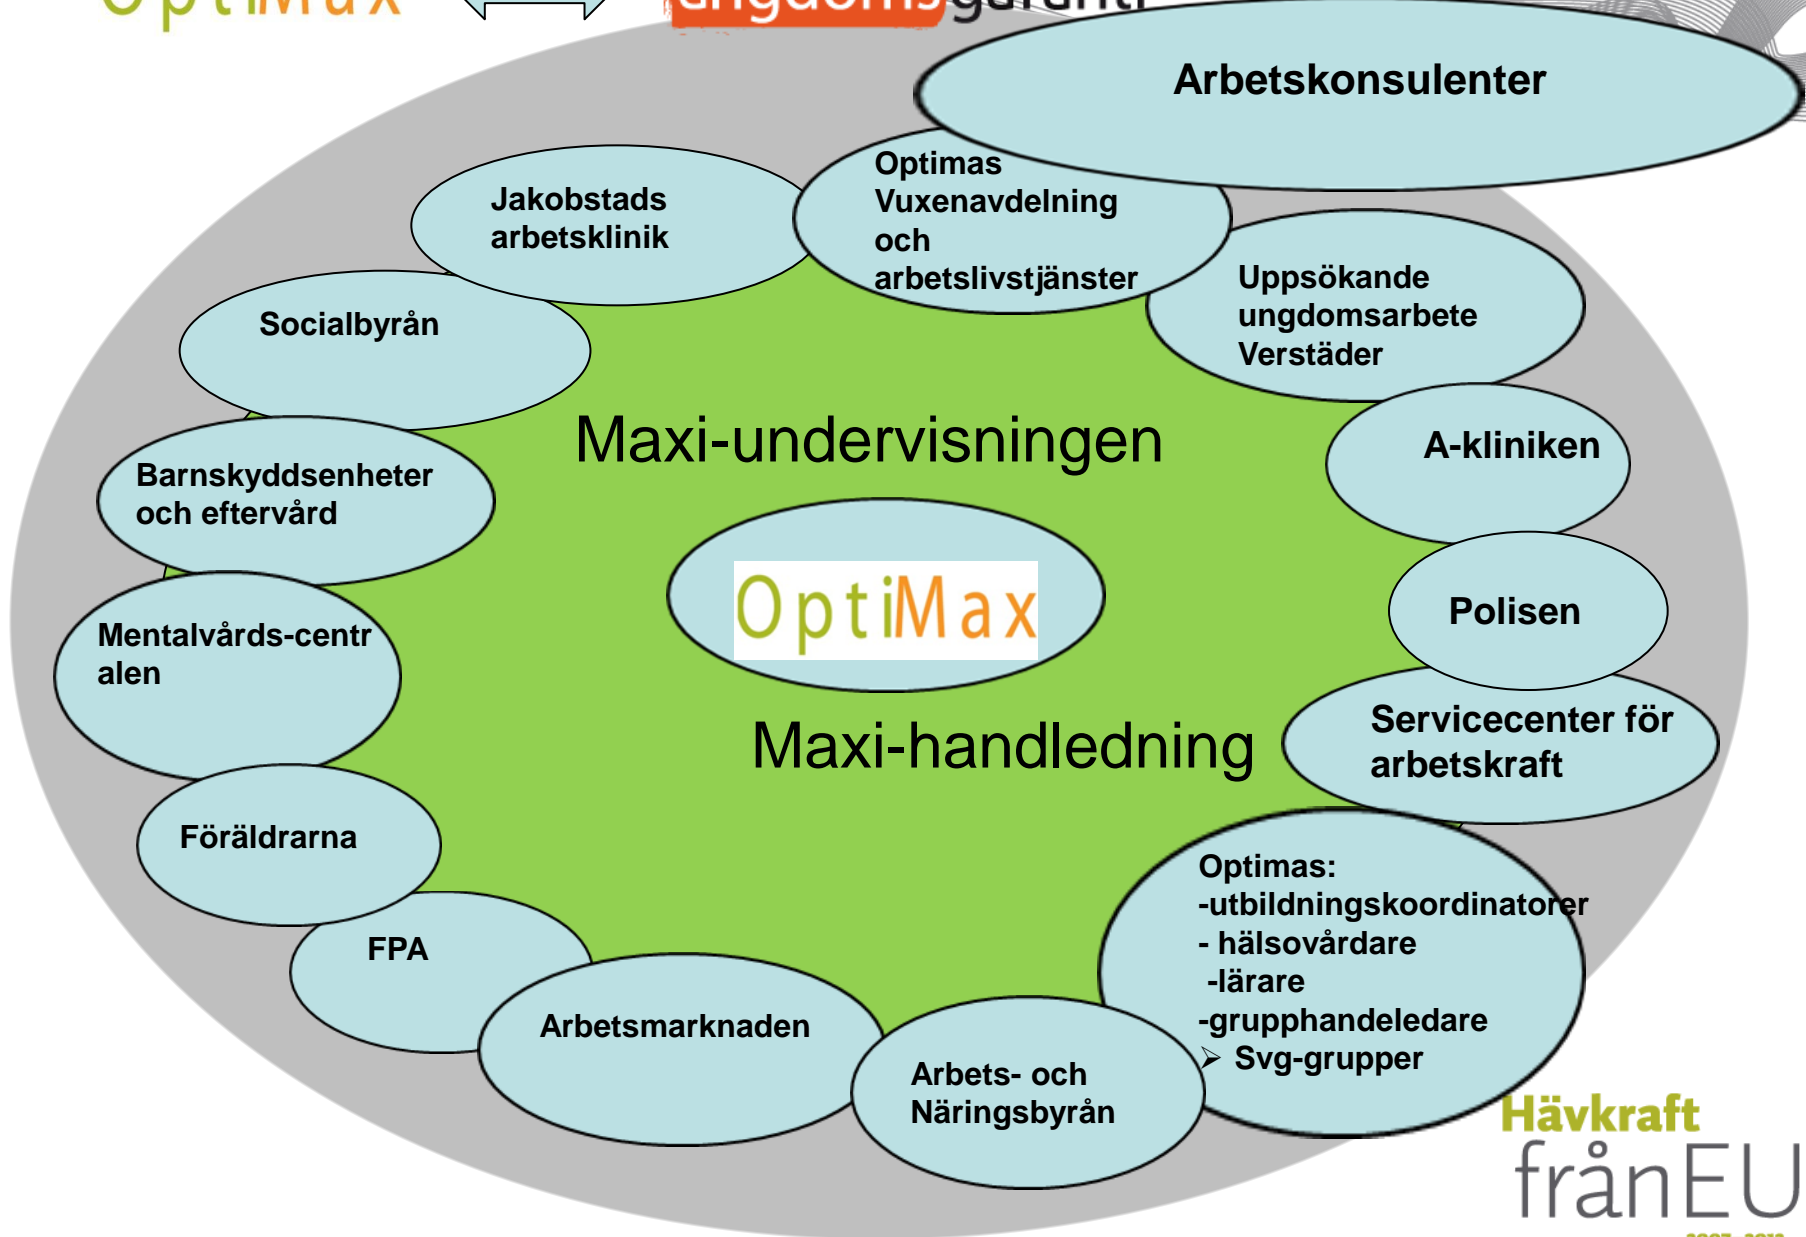 OptiMax
ungdomsgaranti
Arbetskonsulenter
Optimas
Vuxenavdelning
och
arbetslivstjänster
Jakobstads
arbetsklinik
Uppsökande
ungdomsarbete
Verstäder
Socialbyrån
Maxi-undervisningen
A-kliniken
Barnskyddsenheter
och eftervård
OptiMax
Polisen
Mentalvårds-centr
alen
Servicecenter för
arbetskraft
Maxi-handledning
Föräldrarna
Optimas:
-utbildningskoordinatorer
- hälsovårdare
-lärare
-grupphandeledare
➢ Svg-grupper
FPA
Arbetsmarknaden
Arbets- och
Näringsbyrån
Hävkraft
frånEU